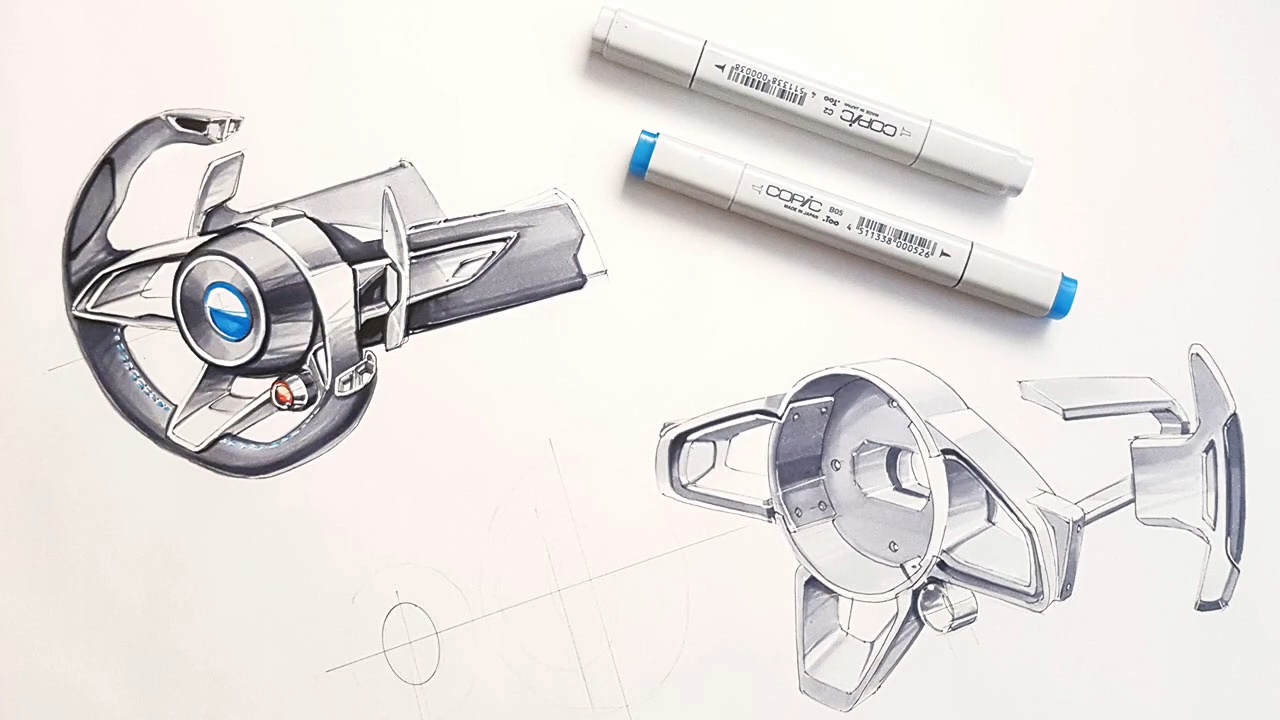 COPIC C2 .Too
MADE IN JAPAN
4 511338 000038
COPIC B05
MADE IN JAPAN .Too
4 511338 000526